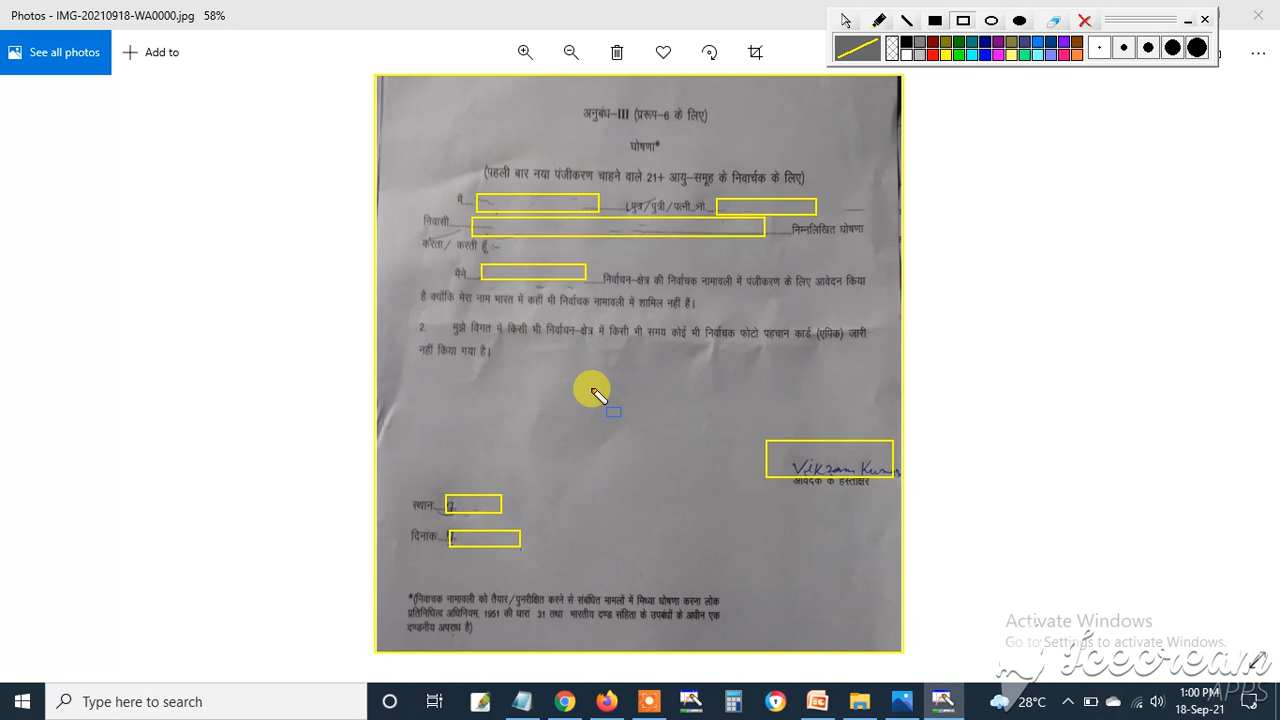 Photos - IMG-20210918-WA0000.jpg 58%
See all photos
Add to
अनुबंध-III (प्ररूप-6 के लिए)
घोषणा*
(पहली बार नया पंजीकरण चाहने वाले 21+ आयु-समूह के निर्वाचक के लिए)
मै (पुत्र/पुत्री/पत्नी श्री
निवासी निम्नलिखित घोषणा
करता/ करती हूँ :-
मैंने निर्वाचन-क्षेत्र की निर्वाचक नामावली में पंजीकरण के लिए आवेदन किया
है क्योंकि मेरा नाम भारत में कहीं भी निर्वाचक नामावली में शामिल नहीं है।
2. मुझे विगत में किसी भी निर्वाचन-क्षेत्र में किसी भी समय कोई भी निर्वाचक फोटो पहचान कार्ड (एपिक) जारी
नहीं किया गया है।
Vikram Kumar
आवेदक के हस्ताक्षर
स्थान:
दिनांक:
*(निर्वाचक नामावली को तैयार/पुनरीक्षित करने से संबंधित मामलों में मिथ्या घोषणा करना लोक
प्रतिनिधित्व अधिनियम, 1951 की धारा 31 तथा भारतीय दण्ड संहिता के उपबंधों के अधीन एक
दण्डनीय अपराध है)
Activate Windows
Go to Settings to activate Windows.
Icecream
APPS
Type here to search
28°C
1:00 PM
18-Sep-21